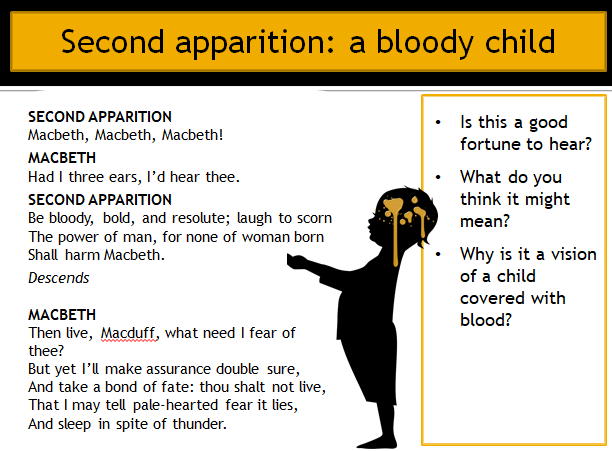 Second apparition: a bloody child
SECOND APPARITION
Macbeth, Macbeth, Macbeth!
MACBETH
Had I three ears, I’d hear thee.
SECOND APPARITION
Be bloody, bold, and resolute; laugh to scorn
The power of man, for none of woman born
Shall harm Macbeth.
Descends
MACBETH
Then live, Macduff, what need I fear of
thee?
But yet I’ll make assurance double sure,
And take a bond of fate: thou shalt not live,
That I may tell pale-hearted fear it lies,
And sleep in spite of thunder.
• Is this a good
fortune to hear?
• What do you
think it might
mean?
• Why is it a vision
of a child
covered with
blood?